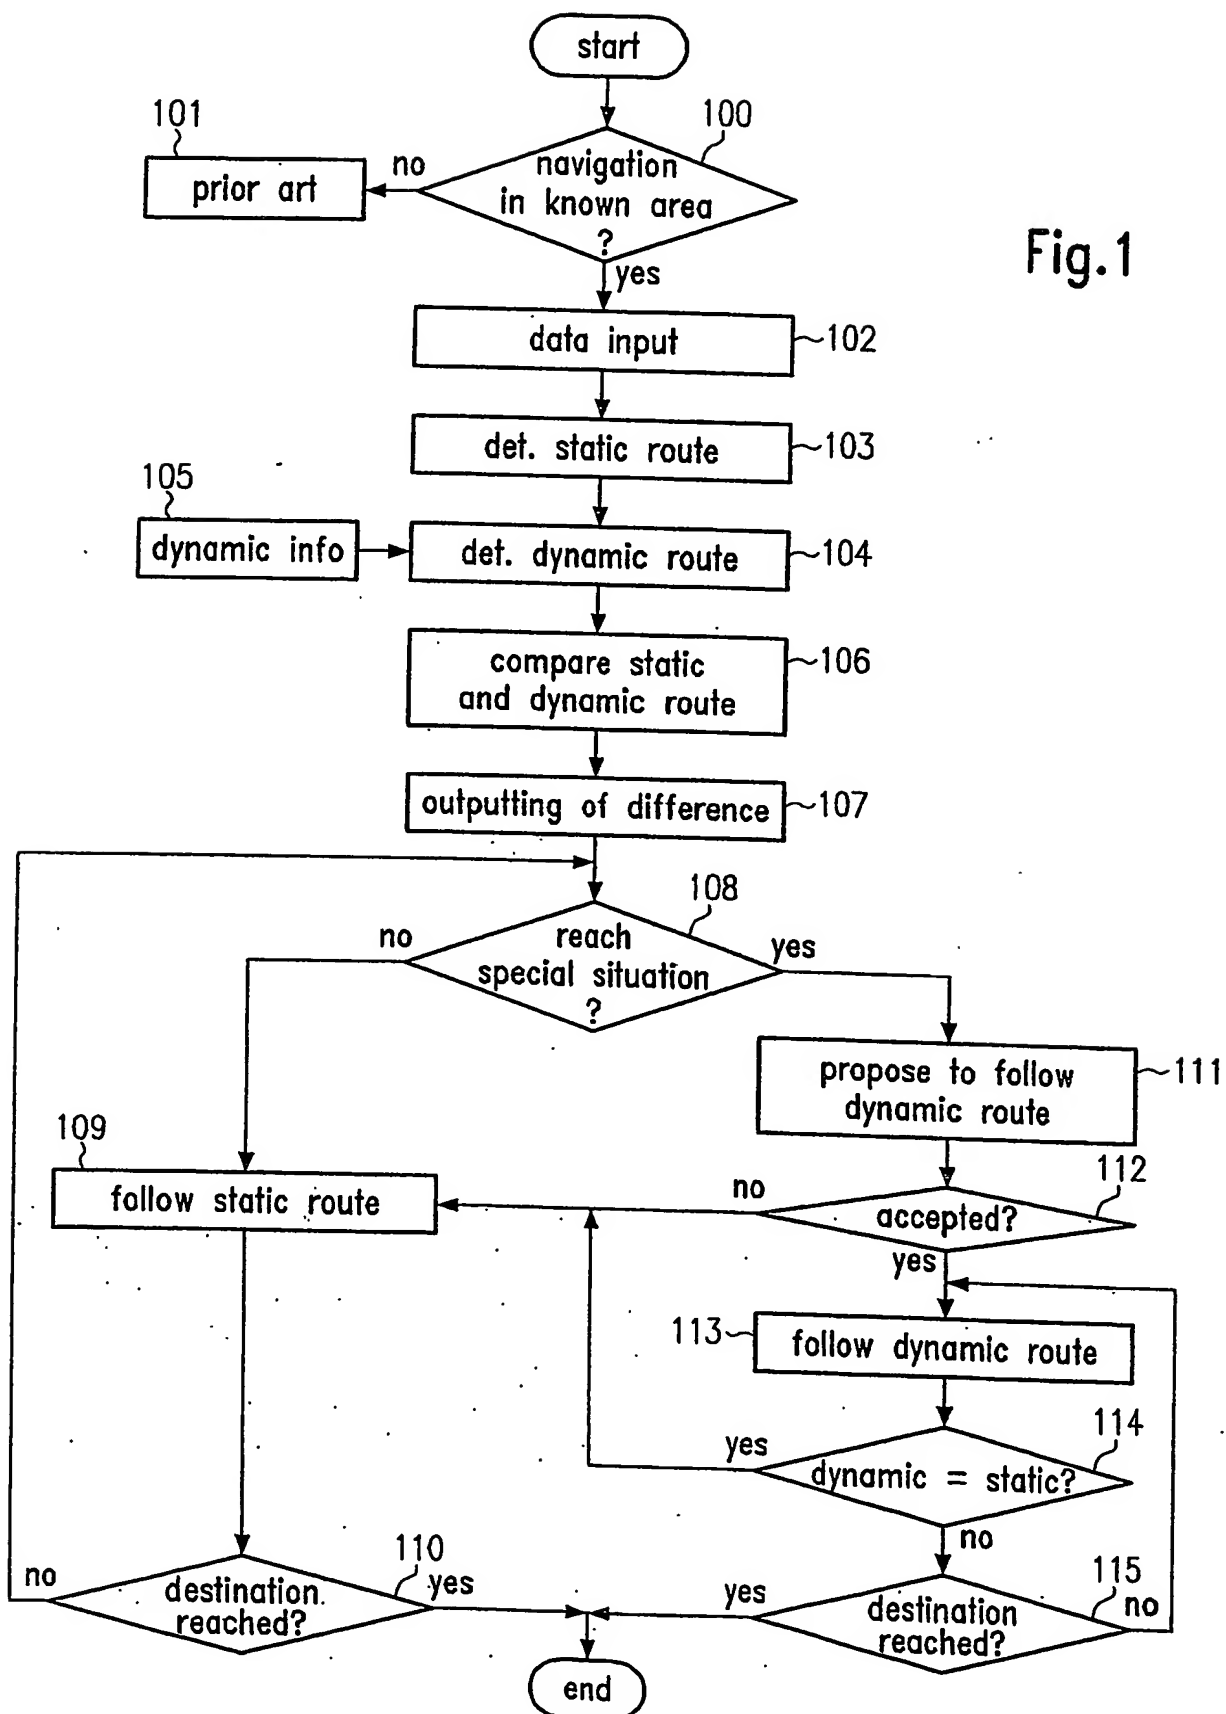 start
101
100
no
navigation
in known area
?
prior art
Fig.1
yes
data input
102
det. static route
103
105
dynamic info
det. dynamic route
104
compare static
and dynamic route
106
outputting of difference
107
108
no
reach
special situation
?
yes
propose to follow
dynamic route
111
109
follow static route
no
112
accepted?
yes
113
follow dynamic route
114
yes
dynamic = static?
no
110
no
destination
reached?
yes
115
yes
destination
reached?
no
end